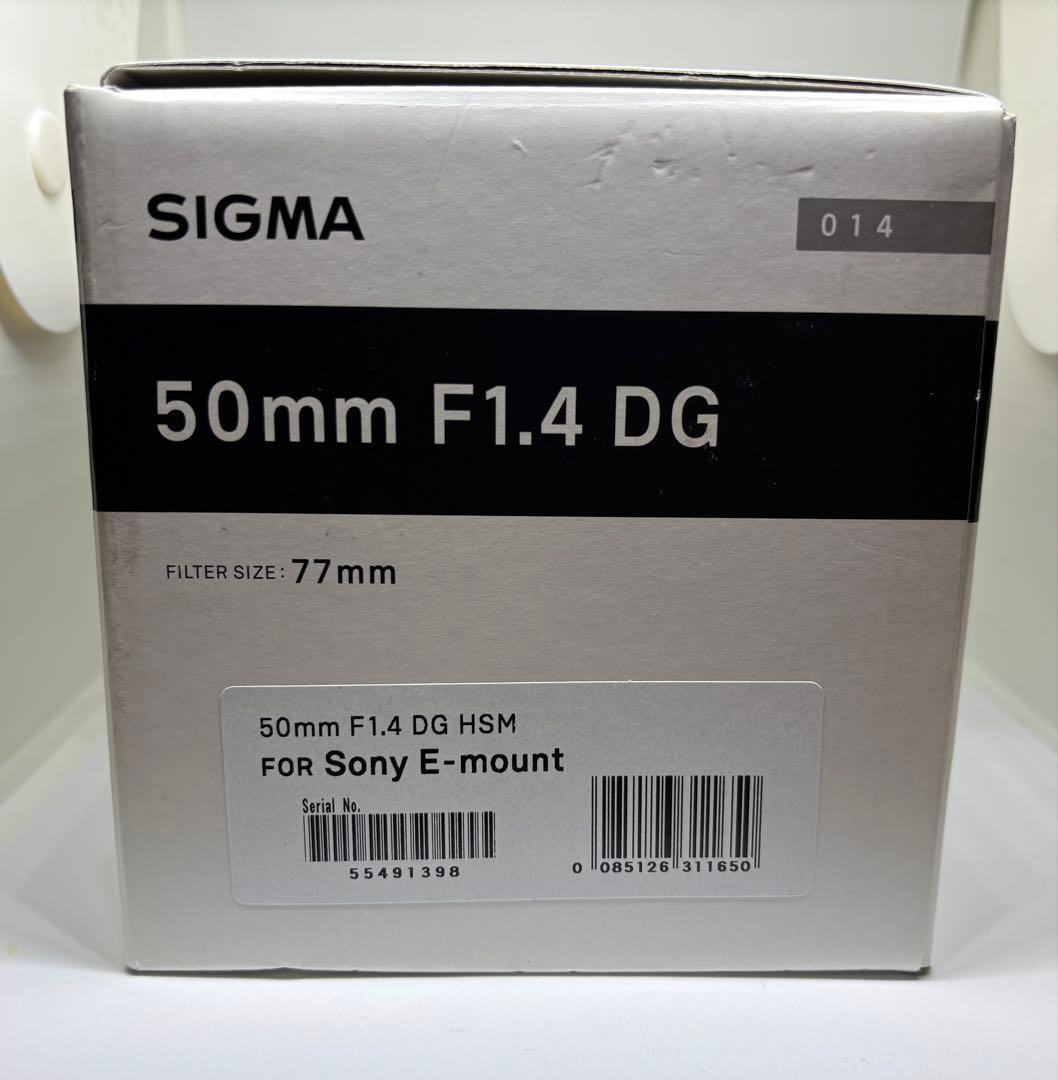 SIGMA
014
50mm F1.4 DG
FILTER SIZE: 77mm
50mm F1.4 DG HSM
FOR Sony E-mount
Serial No.
55491398
0 085126 311650